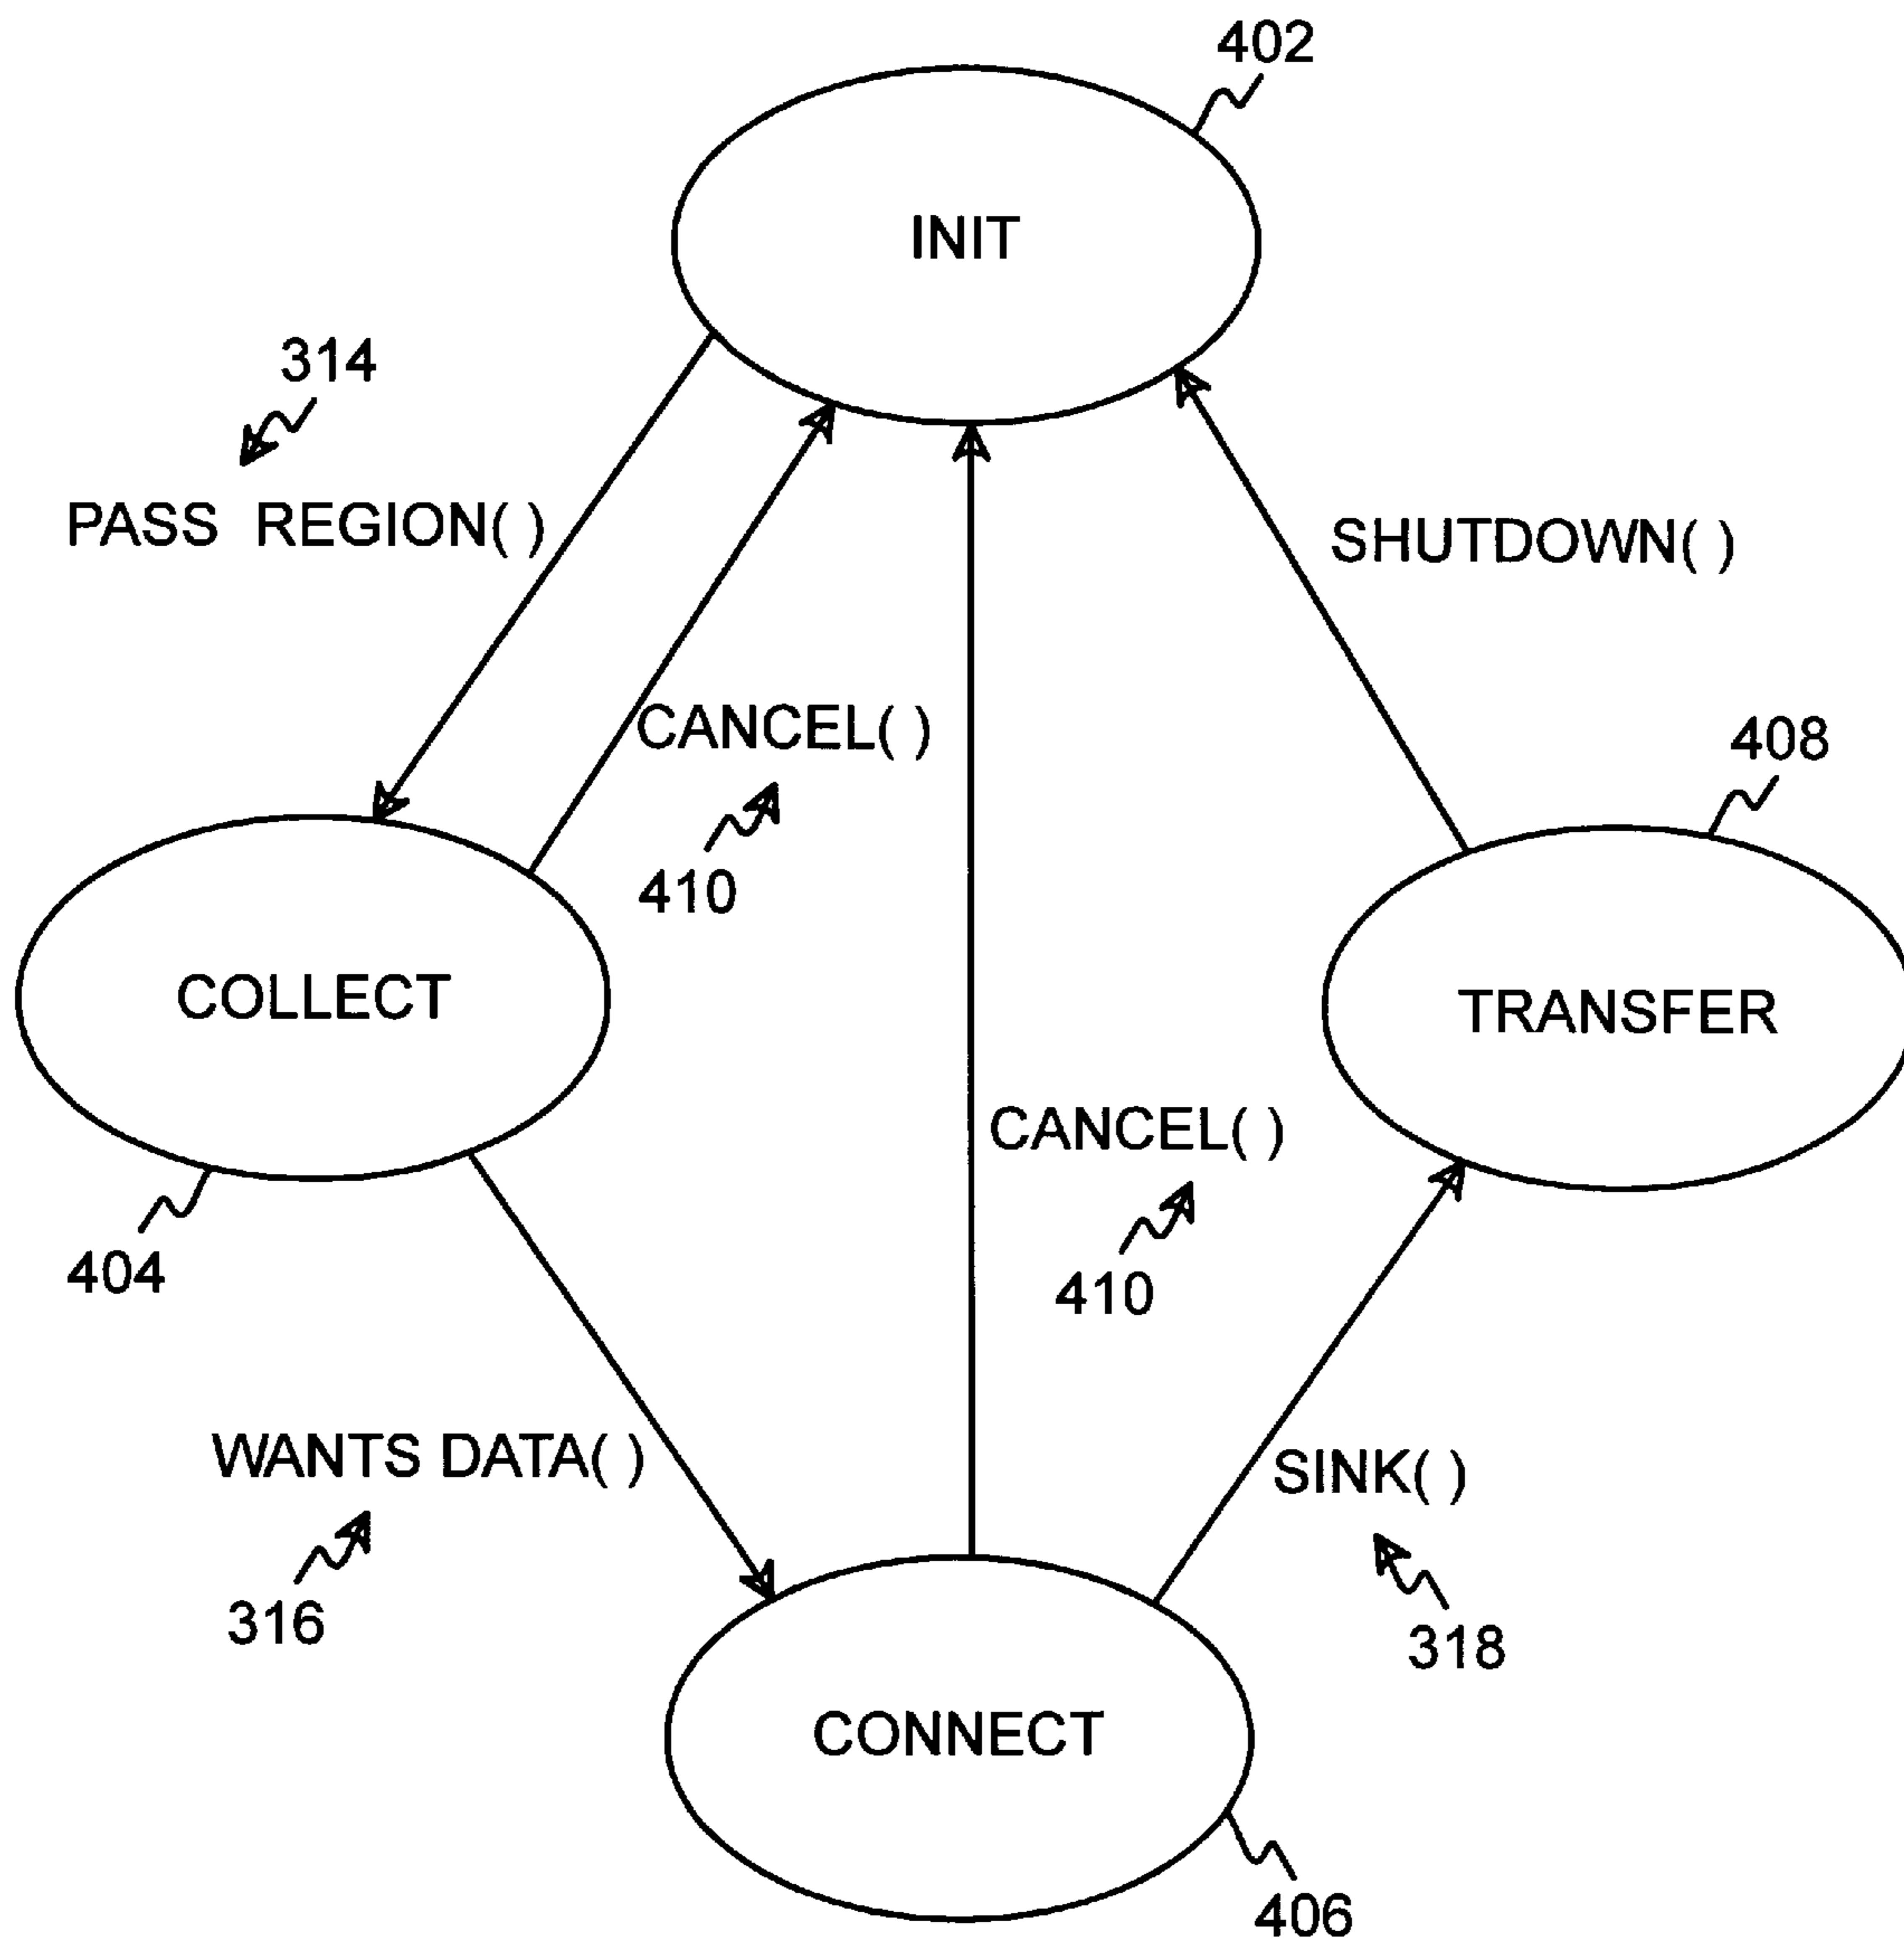 402
INIT
314
PASS REGION( )
SHUTDOWN( )
CANCEL( )
410
408
COLLECT
TRANSFER
CANCEL( )
410
404
WANTS DATA( )
316
SINK( )
318
CONNECT
406